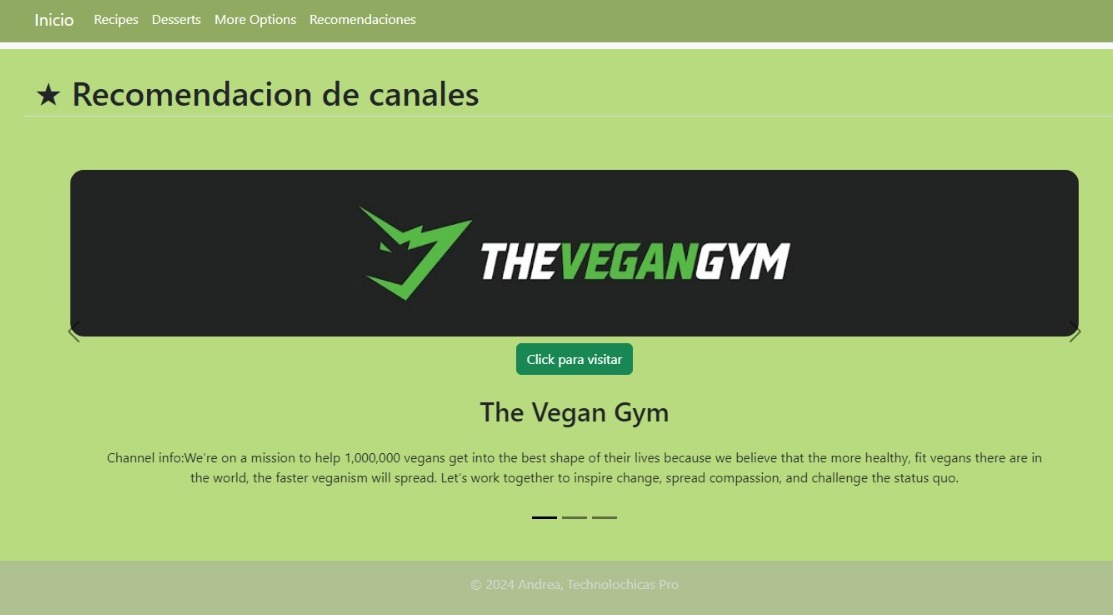 Inicio Recipes Desserts More Options Recomendaciones
★ Recomendacion de canales
THEVEGANGYM
Click para visitar
The Vegan Gym
Channel info:We're on a mission to help 1,000,000 vegans get into the best shape of their lives because we believe that the more healthy, fit vegans there are in
the world, the faster veganism will spread. Let's work together to inspire change, spread compassion, and challenge the status quo.
© 2024 Andrea, Technolochicas Pro